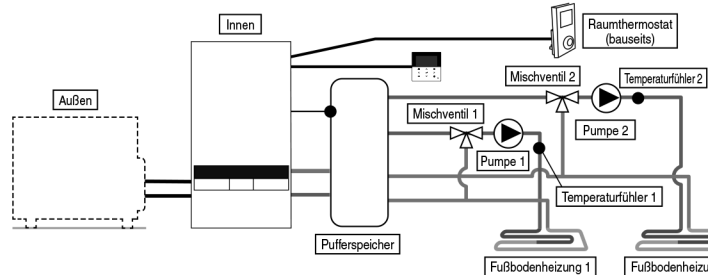 Innen
Raumthermostat
(bauseits)
Mischventil 2
Temperaturfühler 2
Außen
Mischventil 1
Pumpe 2
Pumpe 1
Temperaturfühler 1
Pufferspeicher
Fußbodenheizung 1